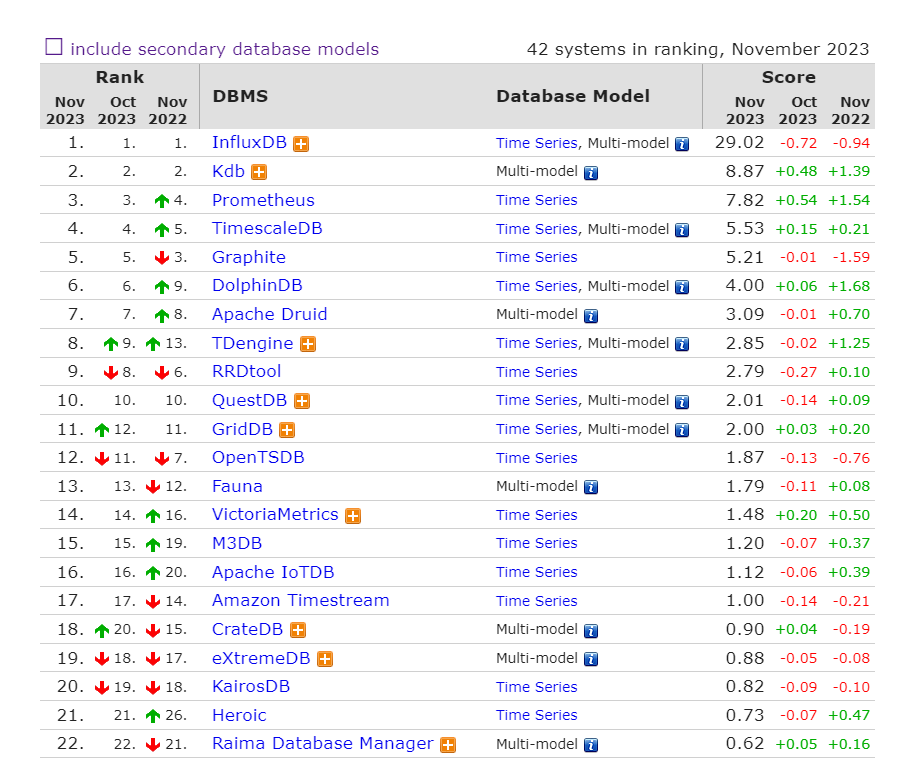 include secondary database models 42 systems in ranking, November 2023
Rank DBMS Database Model Score
Nov 2023 Oct 2023 Nov 2022 Nov 2023 Oct 2023 Nov 2022
1. 1. 1. InfluxDB Time Series, Multi-model 29.02 -0.72 -0.94
2. 2. 2. Kdb Multi-model 8.87 +0.48 +1.39
3. 3. 4. Prometheus Time Series 7.82 +0.54 +1.54
4. 4. 5. TimescaleDB Time Series, Multi-model 5.53 +0.15 +0.21
5. 5. 3. Graphite Time Series 5.21 -0.01 -1.59
6. 6. 9. DolphinDB Time Series, Multi-model 4.00 +0.06 +1.68
7. 7. 8. Apache Druid Multi-model 3.09 -0.01 +0.70
8. 9. 13. TDengine Time Series, Multi-model 2.85 -0.02 +1.25
9. 8. 6. RRDtool Time Series 2.79 -0.27 +0.10
10. 10. 10. QuestDB Time Series, Multi-model 2.01 -0.14 +0.09
11. 12. 11. GridDB Time Series, Multi-model 2.00 +0.03 +0.20
12. 11. 7. OpenTSDB Time Series 1.87 -0.13 -0.76
13. 13. 12. Fauna Multi-model 1.79 -0.11 +0.08
14. 14. 16. VictoriaMetrics Time Series 1.48 +0.20 +0.50
15. 15. 19. M3DB Time Series 1.20 -0.07 +0.37
16. 16. 20. Apache IoTDB Time Series 1.12 -0.06 +0.39
17. 17. 14. Amazon Timestream Time Series 1.00 -0.14 -0.21
18. 20. 15. CrateDB Multi-model 0.90 +0.04 -0.19
19. 18. 17. eXtremeDB Multi-model 0.88 -0.05 -0.08
20. 19. 18. KairosDB Time Series 0.82 -0.09 -0.10
21. 21. 26. Heroic Time Series 0.73 -0.07 +0.47
22. 22. 21. Raima Database Manager Multi-model 0.62 +0.05 +0.16